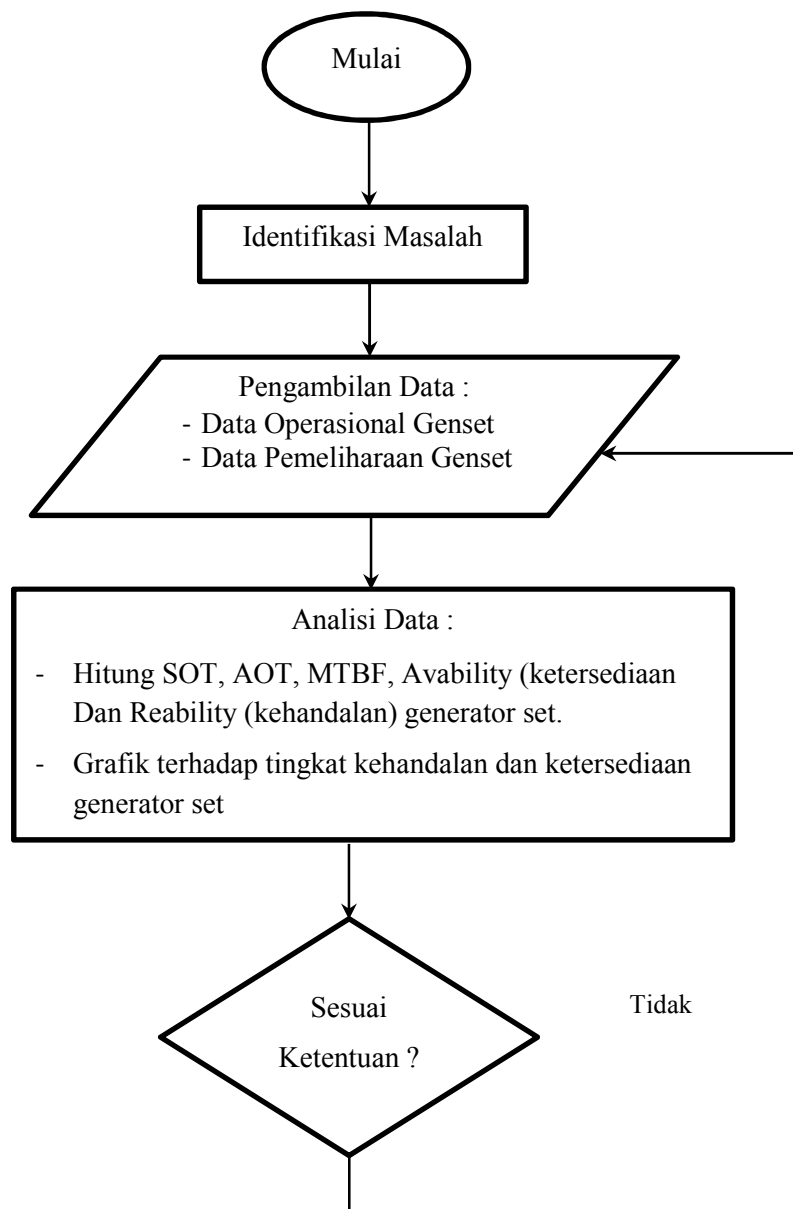 Mulai
Identifikasi Masalah
Pengambilan Data :
- Data Operasional Genset
- Data Pemeliharaan Genset
Analisi Data :
- Hitung SOT, AOT, MTBF, Avability (ketersediaan
Dan Reability (kehandalan) generator set.
- Grafik terhadap tingkat kehandalan dan ketersediaan
generator set
Sesuai
Ketentuan ?
Tidak